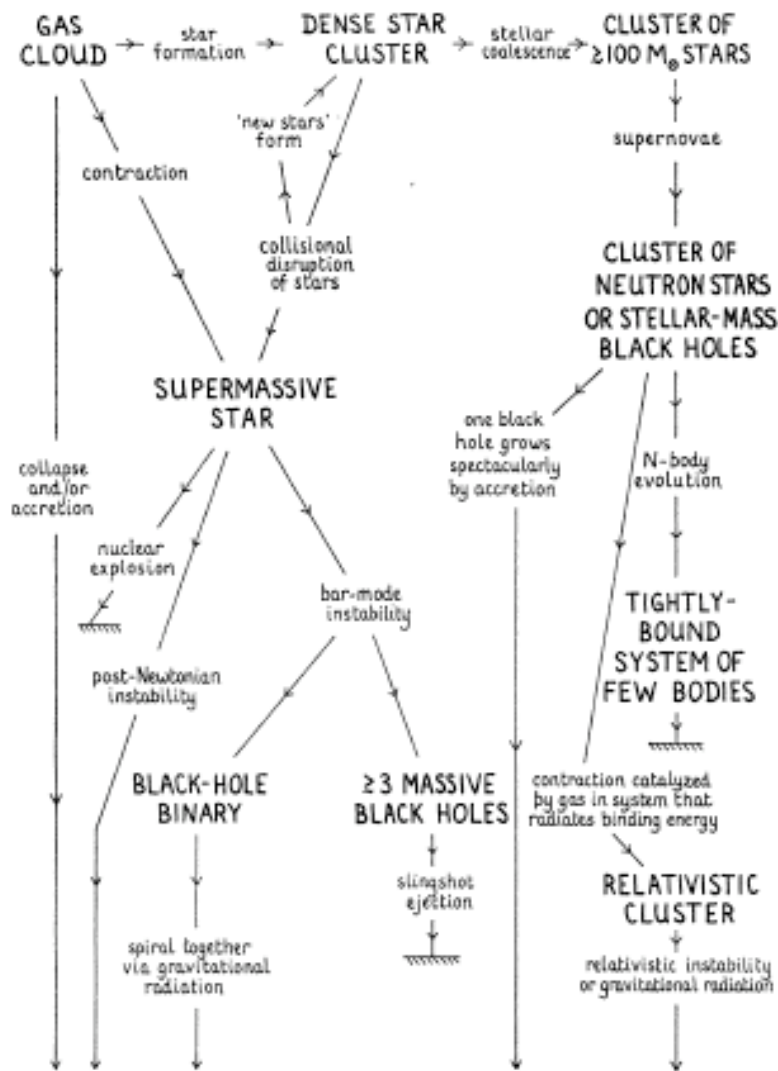 GAS
CLOUD
star
formation
DENSE STAR
CLUSTER
stellar
coalescence
CLUSTER OF
≥100 M⊙ STARS
'new stars'
form
contraction
supernovae
collisional
disruption
of stars
CLUSTER OF
NEUTRON STARS
OR STELLAR-MASS
BLACK HOLES
SUPERMASSIVE
STAR
one black
hole grows
spectacularly
by accretion
N-body
evolution
collapse
and/or
accretion
nuclear
explosion
bar-mode
instability
TIGHTLY-
BOUND
SYSTEM OF
FEW BODIES
post-Newtonian
instability
BLACK-HOLE
BINARY
≥3 MASSIVE
BLACK HOLES
contraction catalyzed
by gas in system that
radiates binding energy
slingshot
ejection
RELATIVISTIC
CLUSTER
spiral together
via gravitational
radiation
relativistic instability
or gravitational radiation